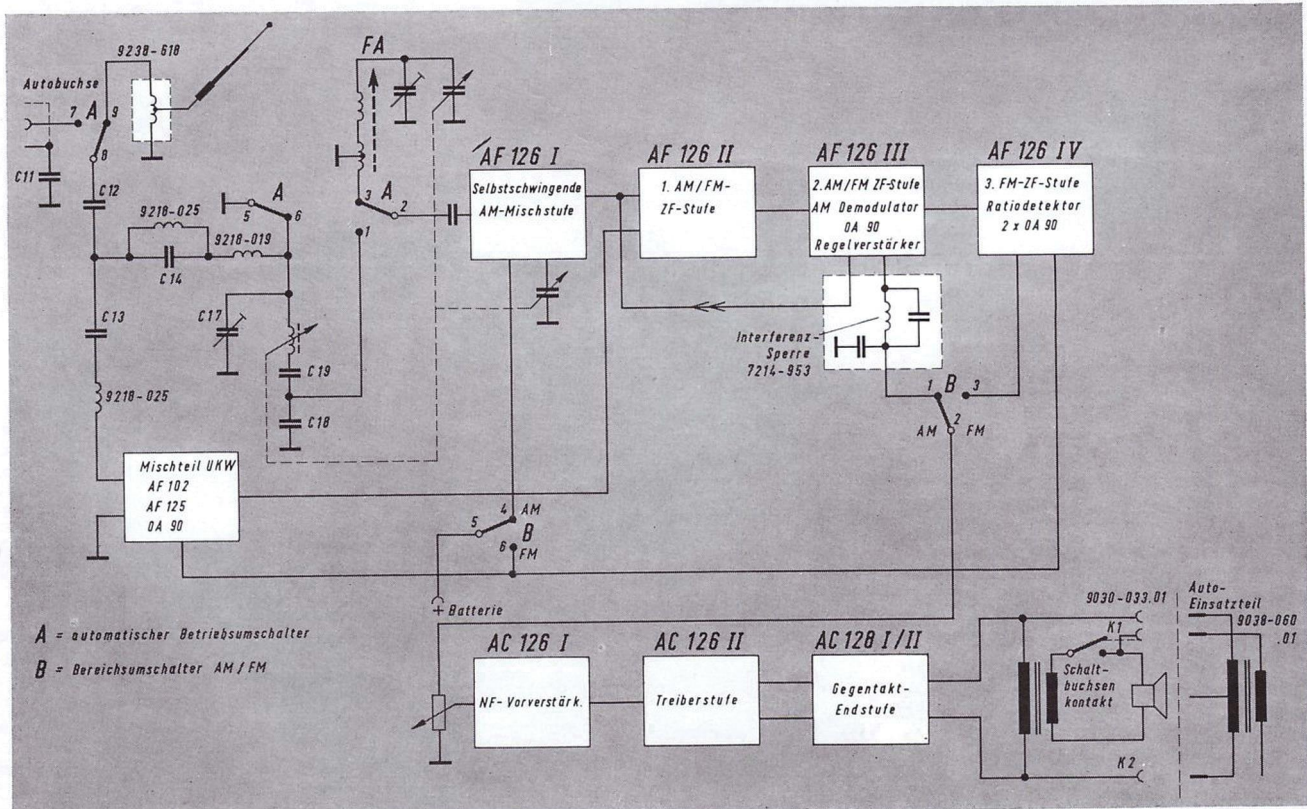 9238-618
Autobuchse
7
A
9
8
C11
C12
9218-025
C14
9218-019
A
5
6
C13
C17
C19
C18
9218-025
FA
3
A
2
1
AF 126 I
Selbstschwingende
AM-Mischstufe
AF 126 II
1. AM/FM-
ZF-Stufe
AF 126 III
2. AM/FM ZF-Stufe
AM Demodulator
OA 90
Regelverstärker
AF 126 IV
3. FM-ZF-Stufe
Ratiodetektor
2 x OA 90
Interferenz-
Sperre
7214-953
1
B
3
2
AM
FM
Mischteil UKW
AF 102
AF 125
OA 90
4
AM
5
B
6
FM
+ Batterie
A = automatischer Betriebsumschalter
B = Bereichsumschalter AM/FM
AC 126 I
NF-Vorverstärk.
AC 126 II
Treiberstufe
AC 128 I/II
Gegentakt-
Endstufe
9030-033.01
K1
Schalt-
buchsen
kontakt
K2
Auto-
Einsatzteil
9038-060
.01